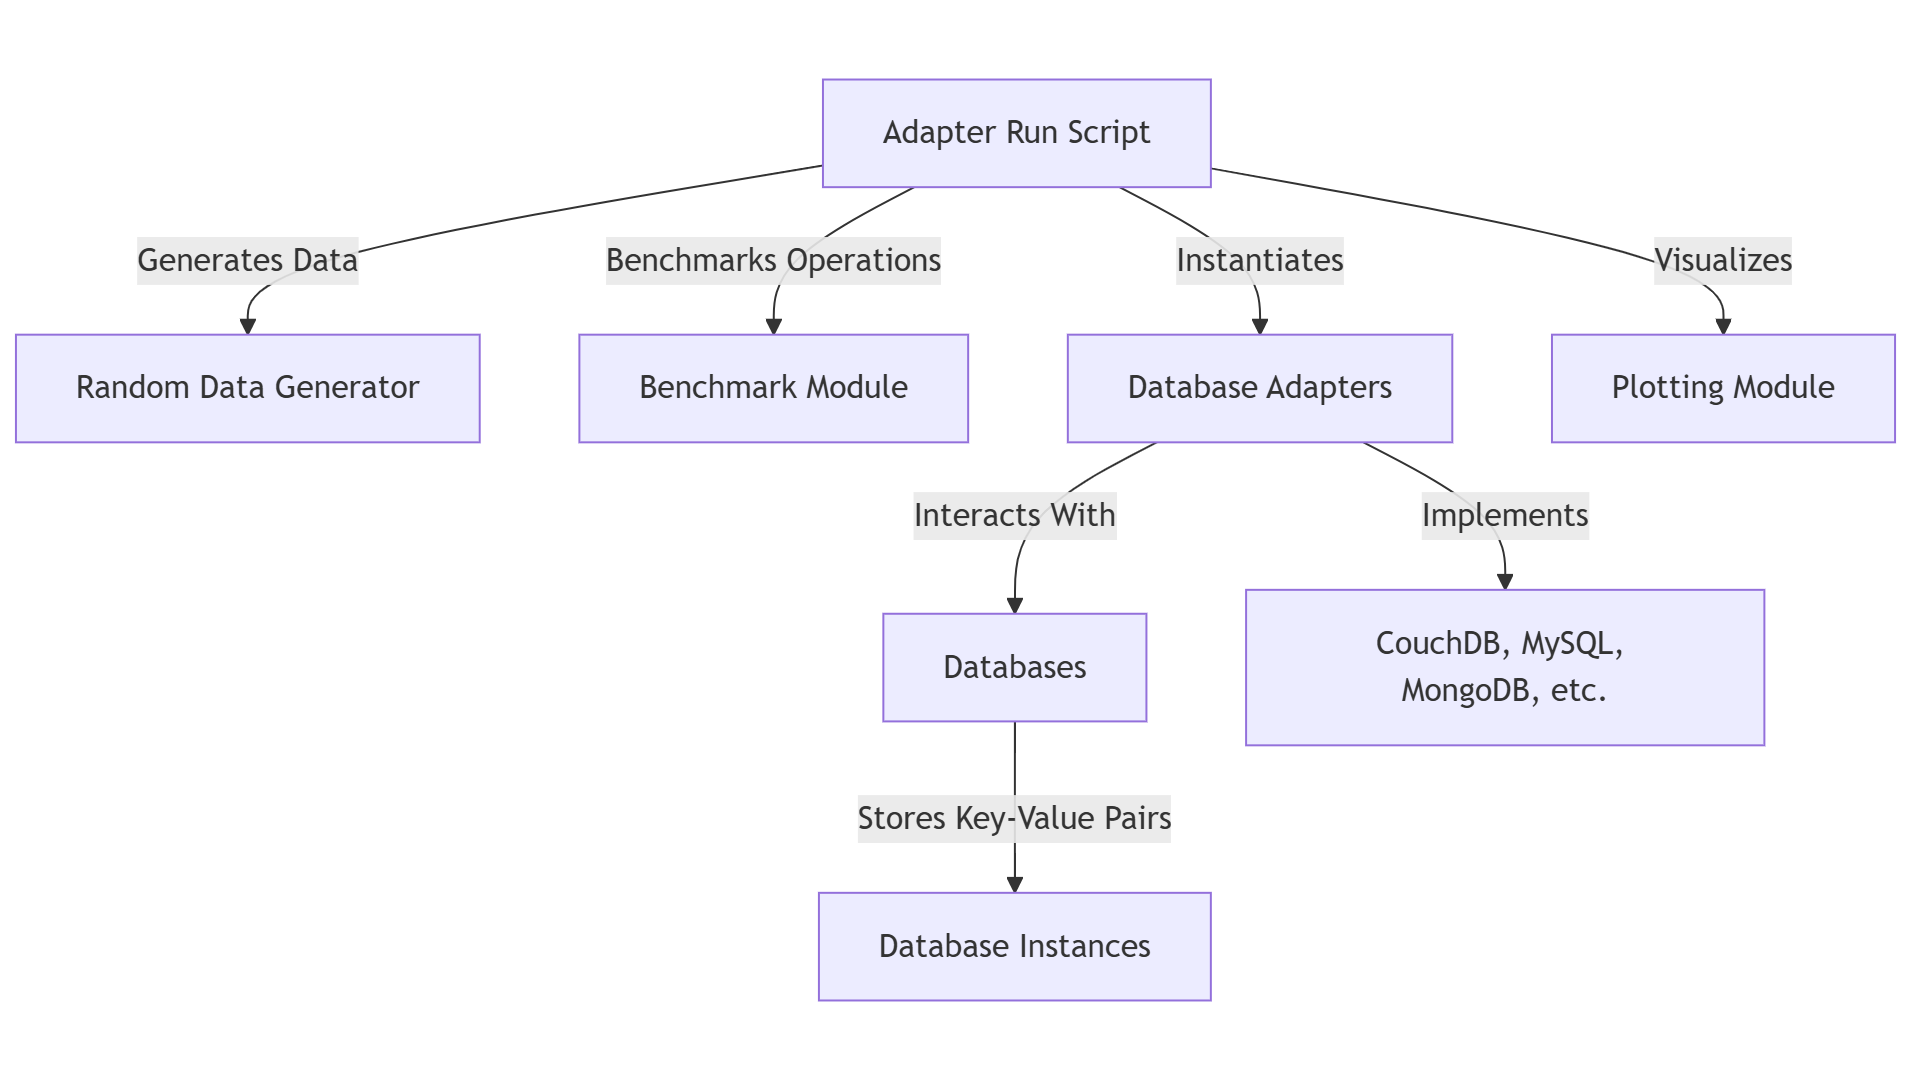 Adapter Run Script
Generates Data
Benchmarks Operations
Instantiates
Visualizes
Random Data Generator
Benchmark Module
Database Adapters
Plotting Module
Interacts With
Implements
Databases
CouchDB, MySQL,
MongoDB, etc.
Stores Key-Value Pairs
Database Instances